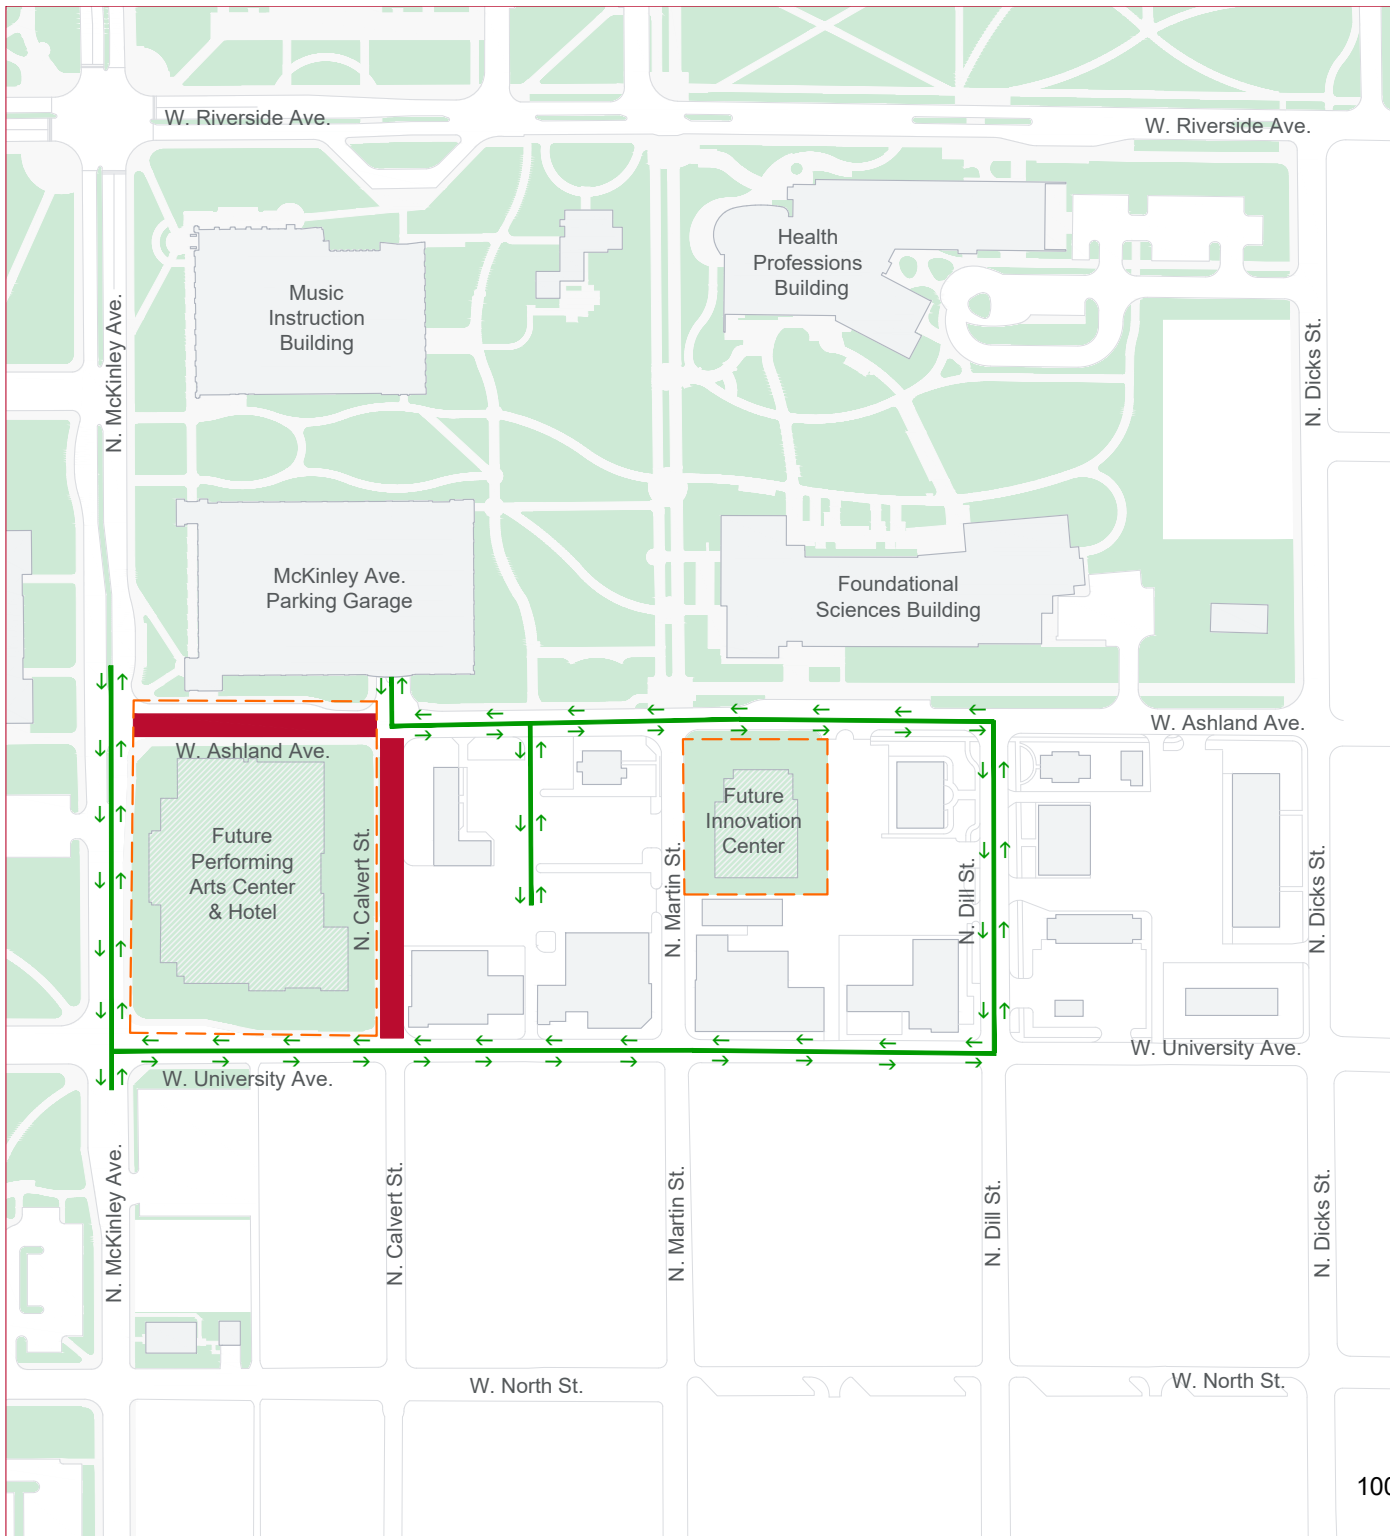 W. Riverside Ave.
W. Riverside Ave.
Health
Professions
Building
Music
Instruction
Building
N. McKinley Ave.
N. Dicks St.
McKinley Ave.
Parking Garage
Foundational
Sciences Building
W. Ashland Ave.
W. Ashland Ave.
Future
Performing
Arts Center
& Hotel
N. Calvert St.
Future
Innovation
Center
N. Martin St.
N. Dill St.
N. Dicks St.
W. University Ave.
W. University Ave.
N. McKinley Ave.
N. Calvert St.
N. Martin St.
N. Dill St.
N. Dicks St.
W. North St.
W. North St.
100